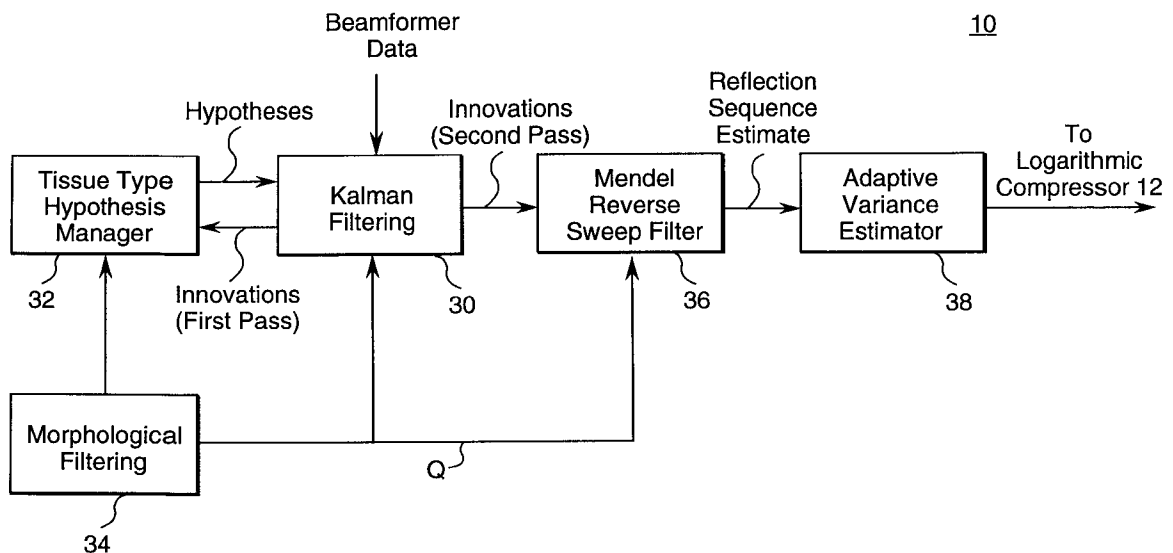 Beamformer
Data
10
Hypotheses
Innovations
(Second Pass)
Reflection
Sequence
Estimate
To
Logarithmic
Compressor 12
Tissue Type
Hypothesis
Manager
Kalman
Filtering
Mendel
Reverse
Sweep Filter
Adaptive
Variance
Estimator
32
Innovations
(First Pass)
30
36
38
Morphological
Filtering
Q
34